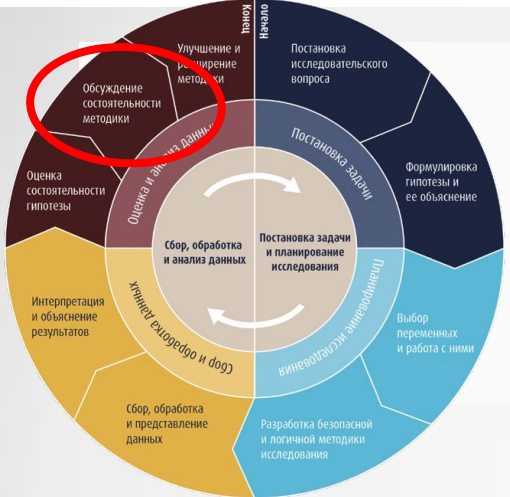 Конец
Начало
Улучшение и
расширение
методики
Постановка
исследовательского
вопроса
Обсуждение
состоятельности
методики
Оценка и анализ данных
Постановка задачи
Оценка
состоятельности
гипотезы
Формулировка
гипотезы и
ее объяснение
Сбор, обработка
и анализ данных
Постановка задачи
и планирование
исследования
Интерпретация
и объяснение
результатов
Сбор и обработка данных
Планирование исследования
Выбор
переменных
и работа с ними
Сбор, обработка
и представление
данных
Разработка безопасной
и логичной методики
исследования